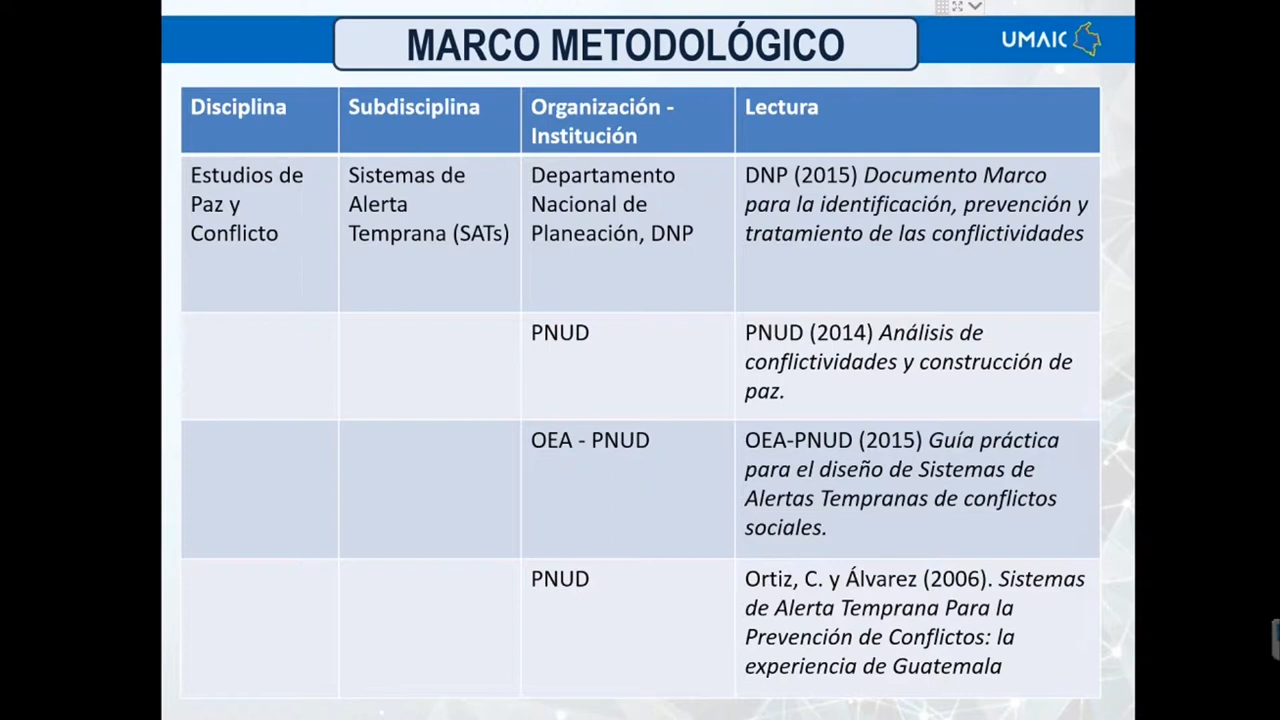 MARCO METODOLÓGICO
UMAIC
Disciplina
Subdisciplina
Organización -
Institución
Lectura
Estudios de
Paz y
Conflicto
Sistemas de
Alerta
Temprana (SATs)
Departamento
Nacional de
Planeación, DNP
DNP (2015) Documento Marco
para la identificación, prevención y
tratamiento de las conflictividades
PNUD
PNUD (2014) Análisis de
conflictividades y construcción de
paz.
OEA - PNUD
OEA-PNUD (2015) Guía práctica
para el diseño de Sistemas de
Alertas Tempranas de conflictos
sociales.
PNUD
Ortiz, C. y Álvarez (2006). Sistemas
de Alerta Temprana Para la
Prevención de Conflictos: la
experiencia de Guatemala